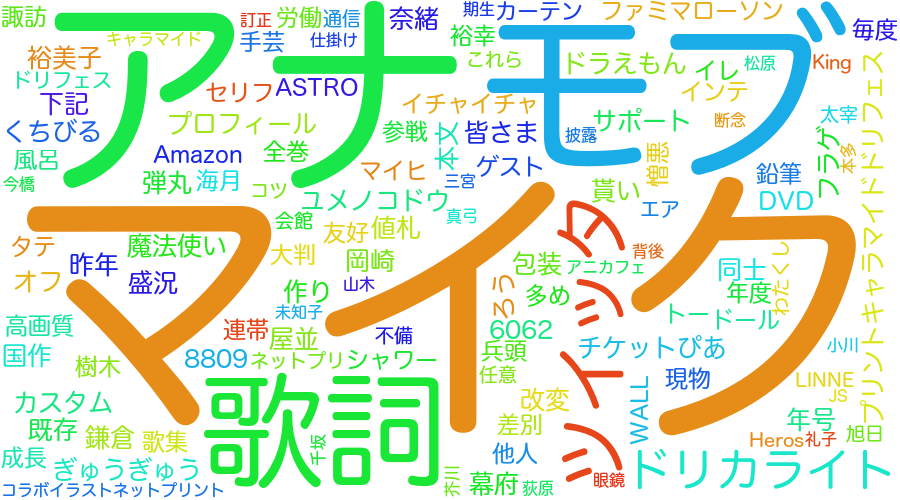 諏訪
キャラマイド
訂正
労働
通信
奈緒
期生
カーテン
ファミマローソン
毎度
アナ
モブ
手芸
仕掛け
裕幸
これら
裕美子
ドリフェス
セリフ
ASTRO
ドラえもん
イレ
松原
King
下記
イチャイチャ
インテ
くちびる
プロフィール
参戦
本文
皆さま
披露
サポート
断念
太宰
風呂
Amazon
全巻
マイヒ
ゲスト
憎悪
フラグ
本多
今橋
弾丸
海月
コツ
三宮
貰い
鉛筆
ユメノコドウ
エア
DVD
マイク
会館
真弓
ツイッタ
タテ
魔法使い
友好
値札
背後
わたくし
昨年
大判
岡崎
包装
アニカフェ
同士
オフ
盛況
作り
山木
ろう
多め
年度
未知子
トードール
高画質
連帯
屋並
不備
6062
国作
8809
ネットプリ
シャワー
兵頭
チケットぴあ
小川
樹木
任意
現物
LINNE
JS
プリントキャラマイドドリフェス
カスタム
歌詞
改変
WALL
年号
既存
鎌倉
歌集
千坂
差別
Heros
礼子
旭日
成長
ぎゅうぎゅう
芥川
他人
ドリカライト
コラボイラストネットプリント
幕府
荻原
眼鏡